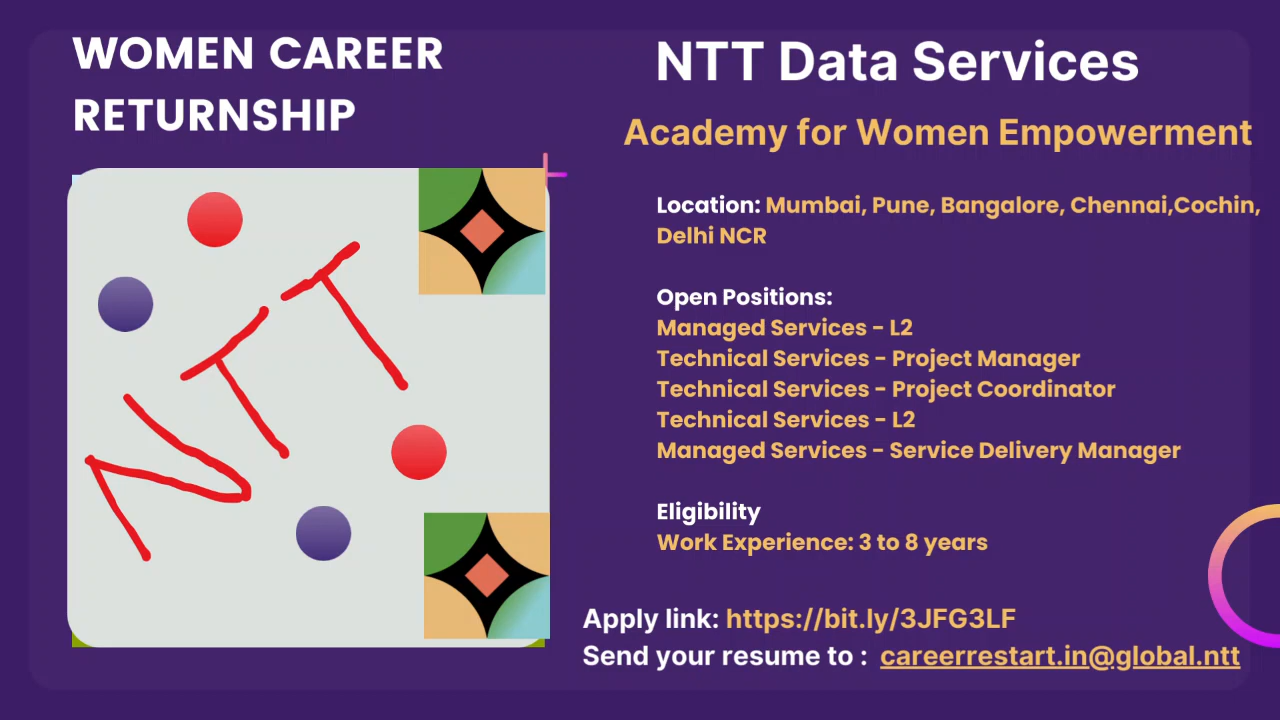 WOMEN CAREER
RETURNSHIP
NTT
NTT Data Services
Academy for Women Empowerment
Location: Mumbai, Pune, Bangalore, Chennai,Cochin,
Delhi NCR
Open Positions:
Managed Services - L2
Technical Services - Project Manager
Technical Services - Project Coordinator
Technical Services - L2
Managed Services - Service Delivery Manager
Eligibility
Work Experience: 3 to 8 years
Apply link: https://bit.ly/3JFG3LF
Send your resume to : careerrestart.in@global.ntt